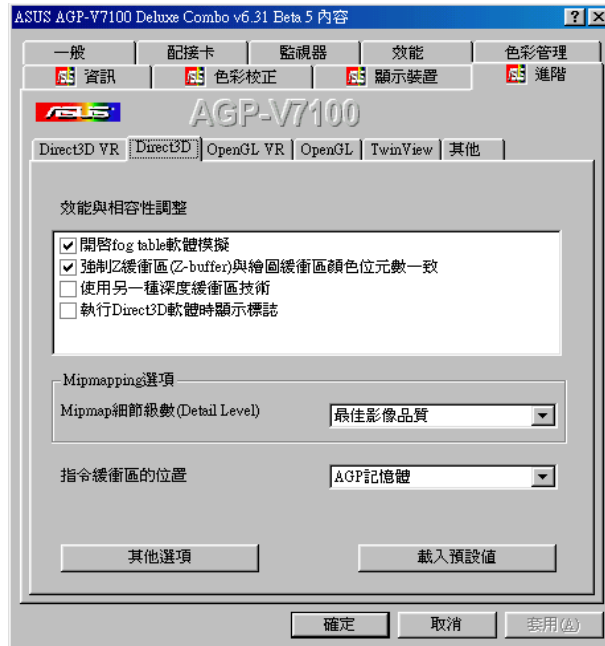 ASUS AGP-V7100 Deluxe Combo v6.31 Beta 5 內容
一般 配接卡 監視器 效能 色彩管理
資訊 色彩校正 顯示裝置 進階
ASUS AGP-V7100
Direct3D VR Direct3D OpenGL VR OpenGL TwinView 其他
效能與相容性調整
開啓fog table軟體模擬
強制Z緩衝區(Z-buffer)與繪圖緩衝區顏色位元數一致
使用另一種深度緩衝區技術
執行Direct3D軟體時顯示標誌
Mipmapping選項
Mipmap細節級數(Detail Level) 最佳影像品質
指令緩衝區的位置 AGP記憶體
其他選項 載入預設值
確定 取消 套用(A)